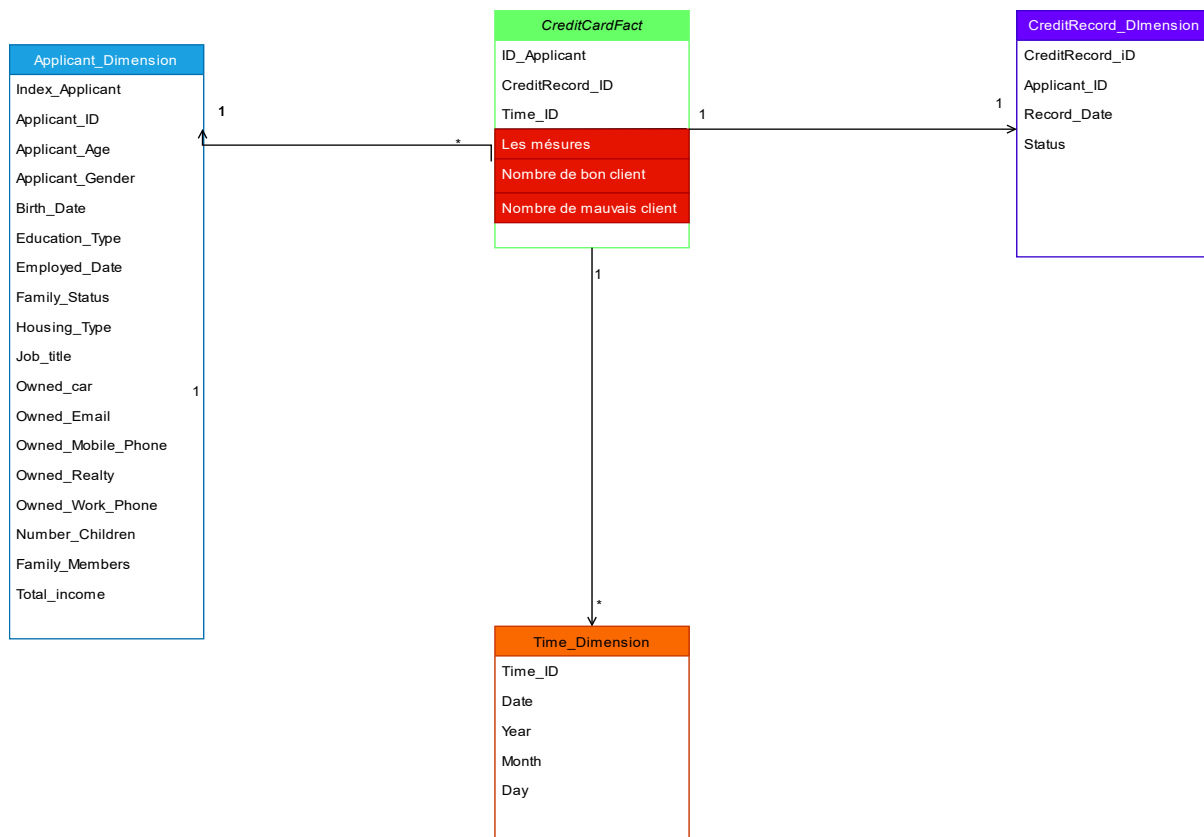 Applicant_Dimension
Index_Applicant
Applicant_ID
Applicant_Age
Applicant_Gender
Birth_Date
Education_Type
Employed_Date
Family_Status
Housing_Type
Job_title
Owned_car
Owned_Email
Owned_Mobile_Phone
Owned_Realty
Owned_Work_Phone
Number_Children
Family_Members
Total_income
1
1
*
CreditCardFact
ID_Applicant
CreditRecord_ID
Time_ID
Les mésures
Nombre de bon client
Nombre de mauvais client
1
1
CreditRecord_DImension
CreditRecord_iD
Applicant_ID
Record_Date
Status
1
*
Time_Dimension
Time_ID
Date
Year
Month
Day